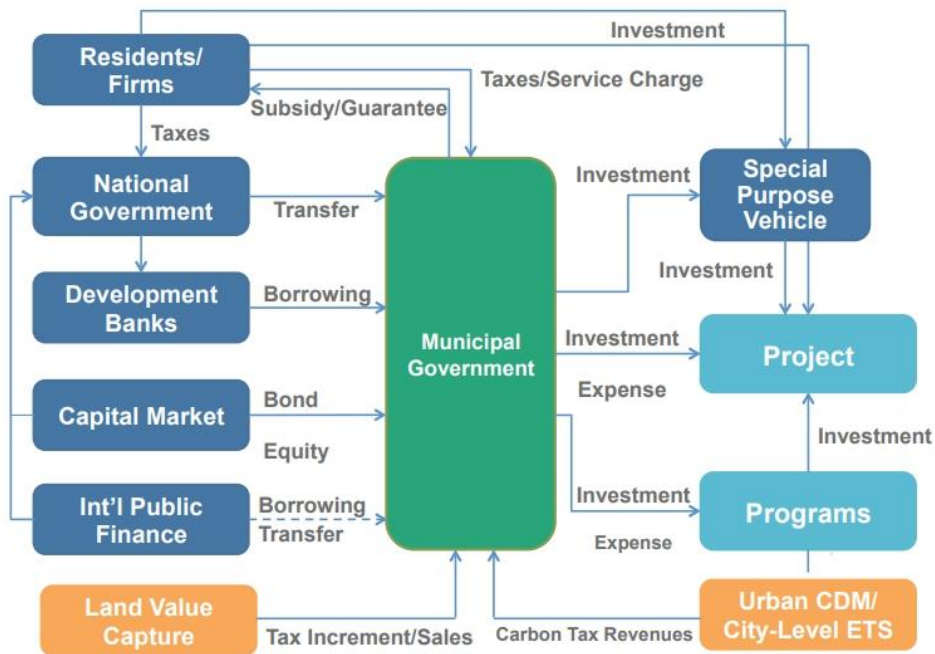 Investment
Residents/
Firms
Taxes/Service Charge
Subsidy/Guarantee
Taxes
National
Government
Transfer
Investment
Special
Purpose
Vehicle
Investment
Development
Banks
Borrowing
Municipal
Government
Investment
Project
Expense
Capital Market
Bond
Equity
Investment
Int'l Public
Finance
Borrowing
Transfer
Investment
Programs
Expense
Land Value
Capture
Tax Increment/Sales
Carbon Tax Revenues
Urban CDM/
City-Level ETS